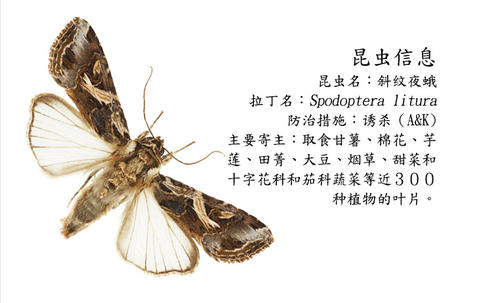 昆虫信息
昆虫名：斜纹夜蛾
拉丁名：Spodoptera litura
防治措施：诱杀（A&K）
主要寄主：取食甘薯、棉花、芋
莲、田菁、大豆、烟草、甜菜和
十字花科和茄科蔬菜等近３００
种植物的叶片。